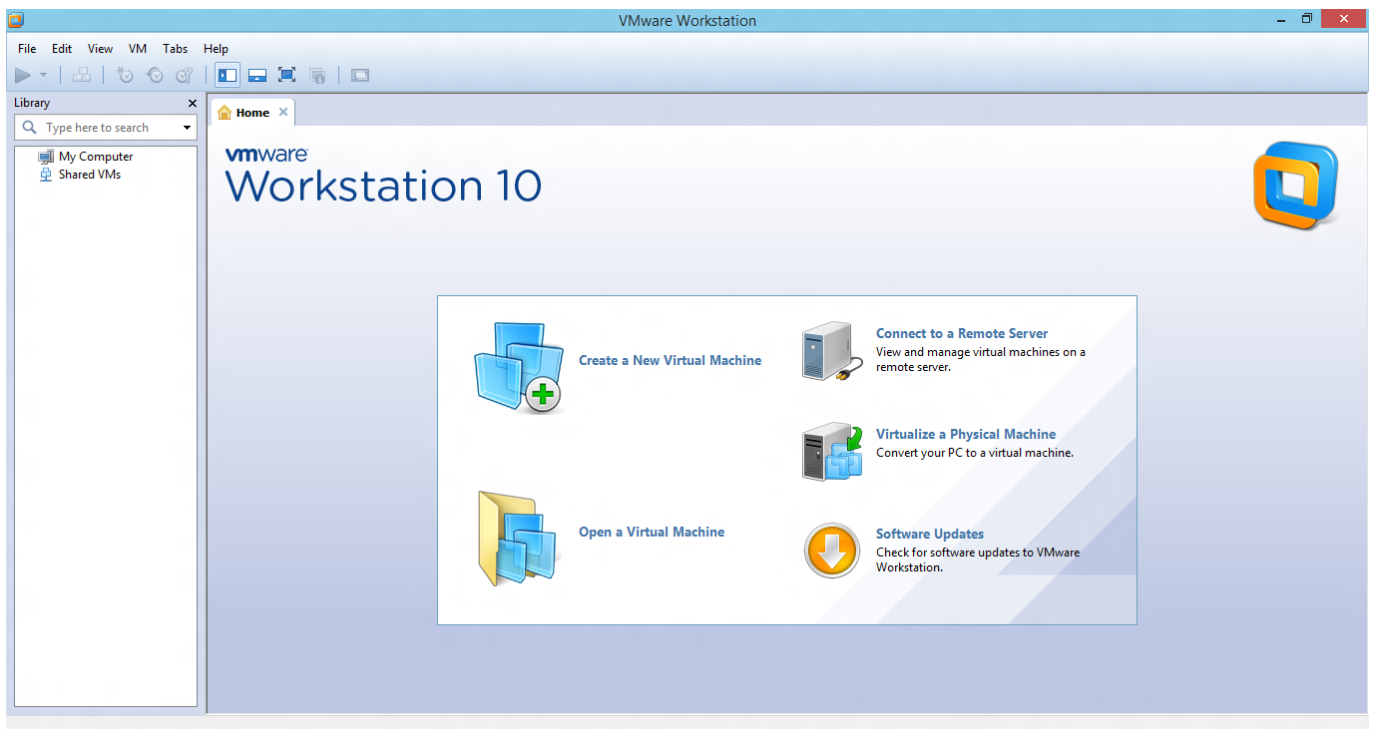 VMware Workstation
File Edit View VM Tabs Help
Library
Type here to search
My Computer
Shared VMs
Home
vmware
Workstation 10
Create a New Virtual Machine
Open a Virtual Machine
Connect to a Remote Server
View and manage virtual machines on a
remote server.
Virtualize a Physical Machine
Convert your PC to a virtual machine.
Software Updates
Check for software updates to VMware
Workstation.